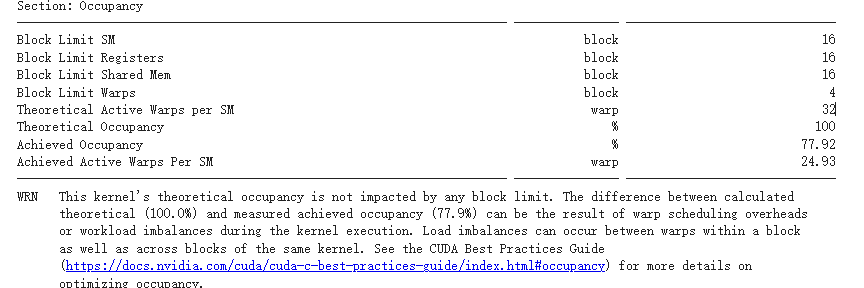 Section: Occupancy
Block Limit SM block 16
Block Limit Registers block 16
Block Limit Shared Mem block 16
Block Limit Warps block 4
Theoretical Active Warps per SM warp 32
Theoretical Occupancy % 100
Achieved Occupancy % 77.92
Achieved Active Warps Per SM warp 24.93
WRN This kernel's theoretical occupancy is not impacted by any block limit. The difference between calculated
theoretical (100.0%) and measured achieved occupancy (77.9%) can be the result of warp scheduling overheads
or workload imbalances during the kernel execution. Load imbalances can occur between warps within a block
as well as across blocks of the same kernel. See the CUDA Best Practices Guide
(https://docs.nvidia.com/cuda/cuda-c-best-practices-guide/index.html#occupancy) for more details on
optimizing occupancy.